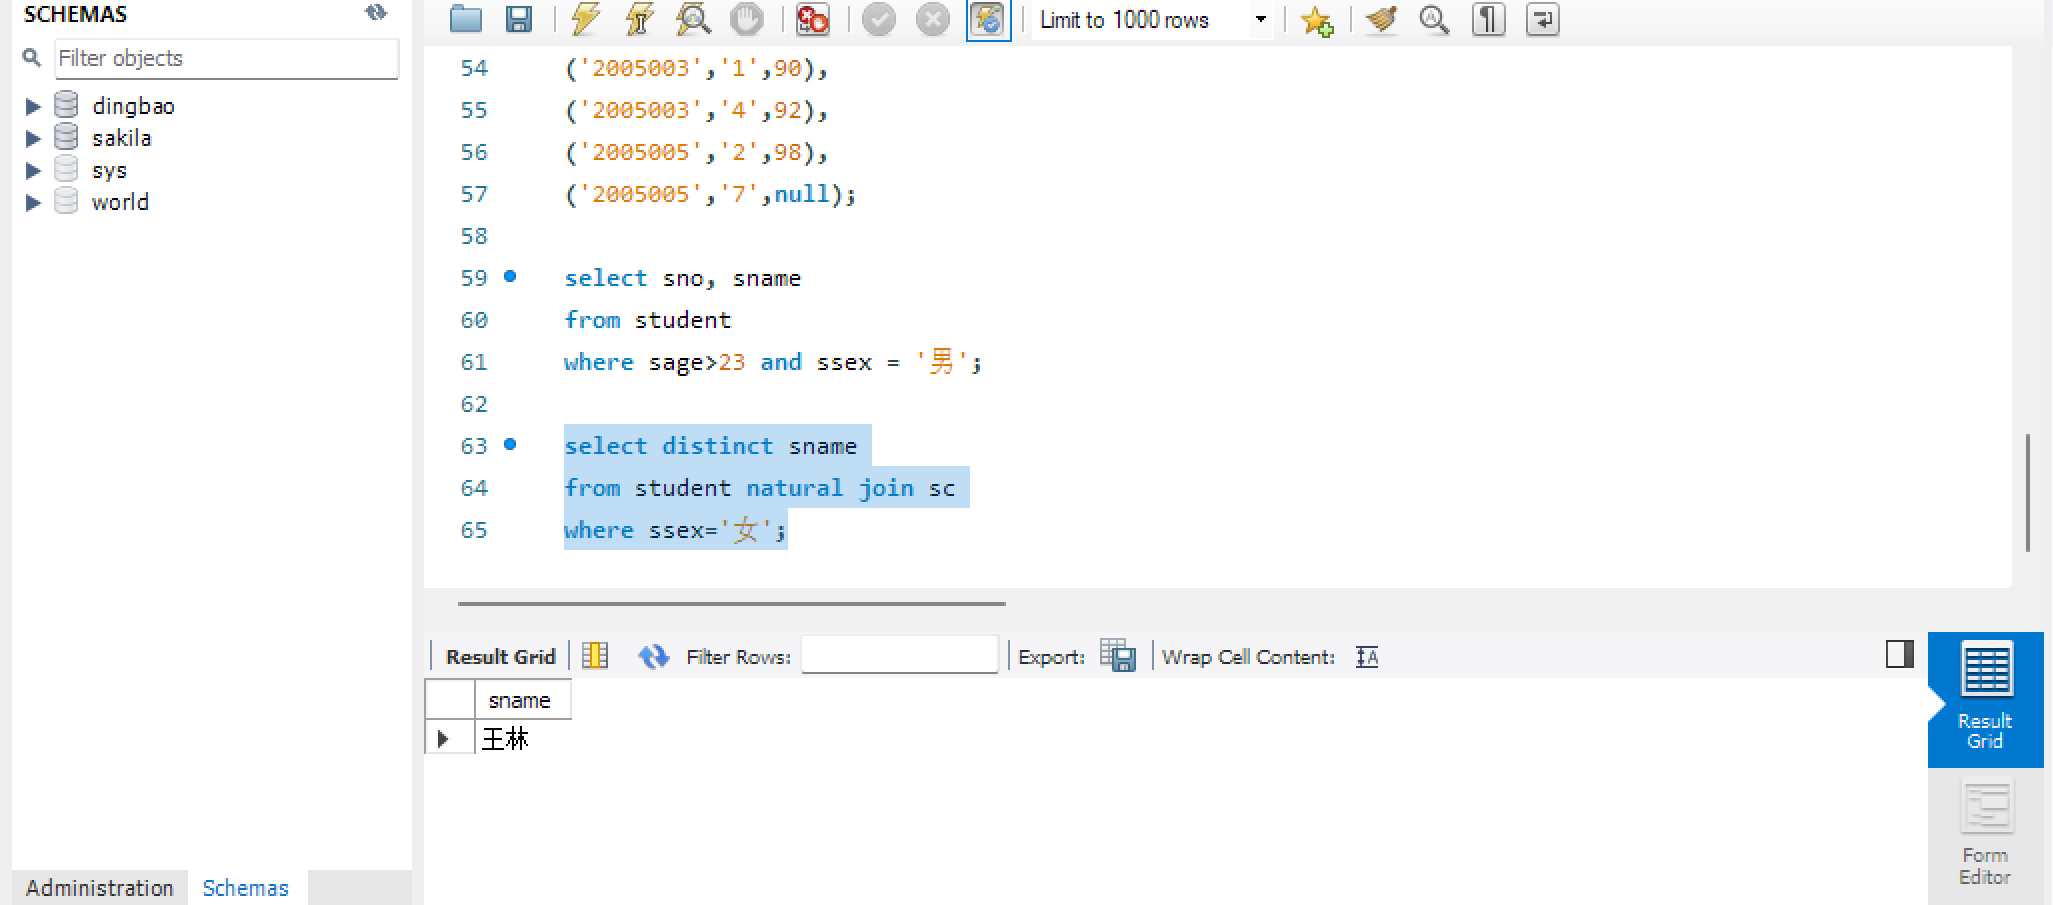 SCHEMAS
Filter objects
dingbao
sakila
sys
world
Administration Schemas
Limit to 1000 rows
54 ('2005003','1',90),
55 ('2005003','4',92),
56 ('2005005','2',98),
57 ('2005005','7',null);
58
59 select sno, sname
60 from student
61 where sage>23 and ssex = '男';
62
63 select distinct sname
64 from student natural join sc
65 where ssex='女';
Result Grid Filter Rows: Export: Wrap Cell Content:
sname
王林
Result
Grid
Form
Editor